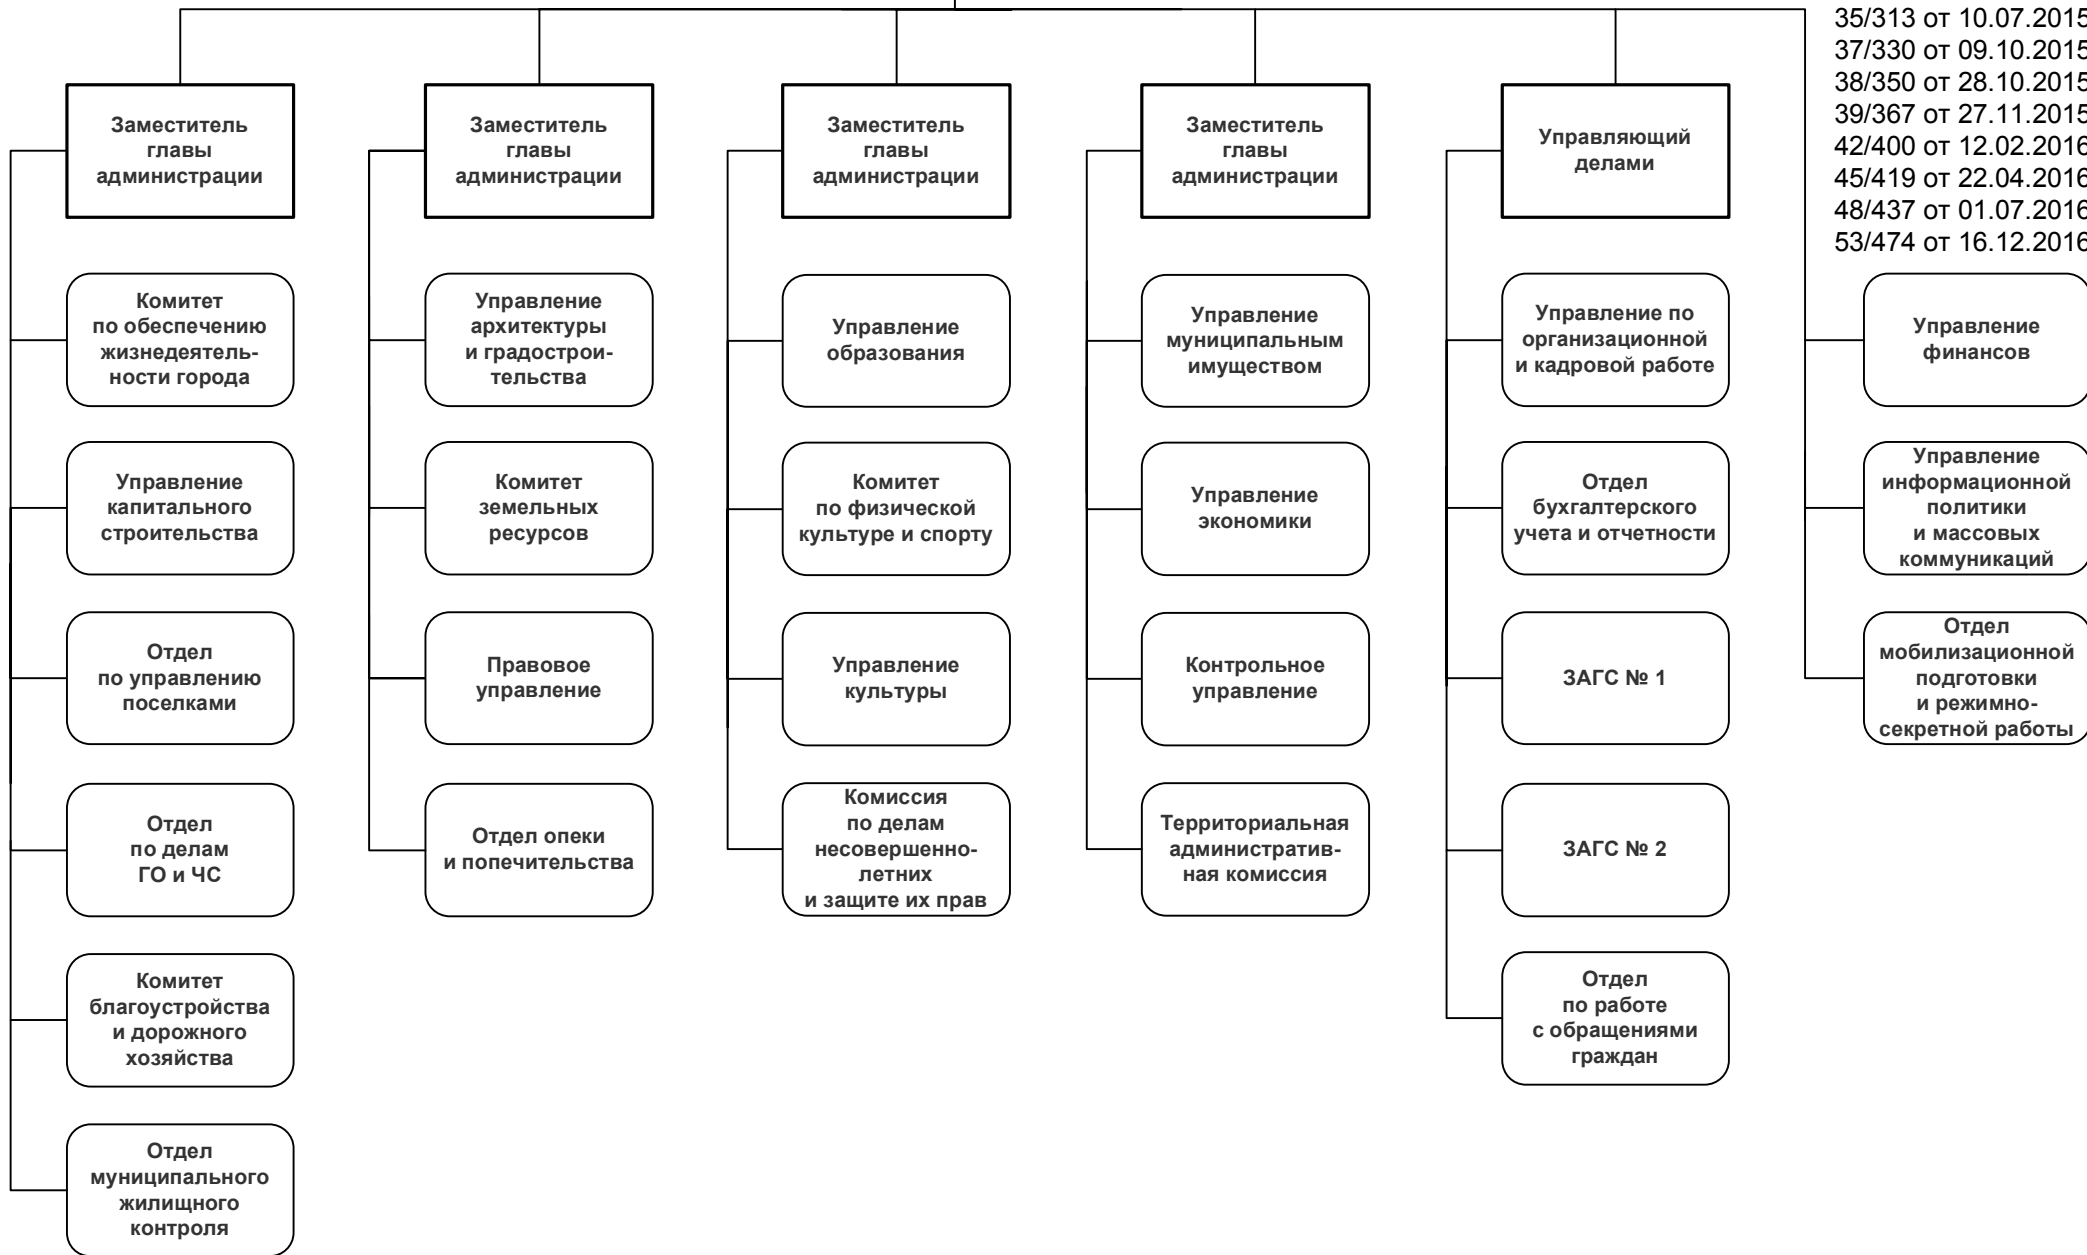 35/313 от 10.07.2015
37/330 от 09.10.2015
38/350 от 28.10.2015
39/367 от 27.11.2015
42/400 от 12.02.2016
45/419 от 22.04.2016
48/437 от 01.07.2016
53/474 от 16.12.2016
Заместитель
главы
администрации
Комитет
по обеспечению
жизнедеятель-
ности города
Управление
капитального
строительства
Отдел
по управлению
поселками
Отдел
по делам
ГО и ЧС
Комитет
благоустройства
и дорожного
хозяйства
Отдел
муниципального
жилищного
контроля
Заместитель
главы
администрации
Управление
архитектуры
и градострои-
тельства
Комитет
земельных
ресурсов
Правовое
управление
Отдел опеки
и попечительства
Заместитель
главы
администрации
Управление
образования
Комитет
по физической
культуре и спорту
Управление
культуры
Комиссия
по делам
несовершенно-
летних
и защите их прав
Заместитель
главы
администрации
Управление
муниципальным
имуществом
Управление
экономики
Контрольное
управление
Территориальная
административ-
ная комиссия
Управляющий
делами
Управление по
организационной
и кадровой работе
Отдел
бухгалтерского
учета и отчетности
ЗАГС № 1
ЗАГС № 2
Отдел
по работе
с обращениями
граждан
Управление
финансов
Управление
информационной
политики
и массовых
коммуникаций
Отдел
мобилизационной
подготовки
и режимно-
секретной работы